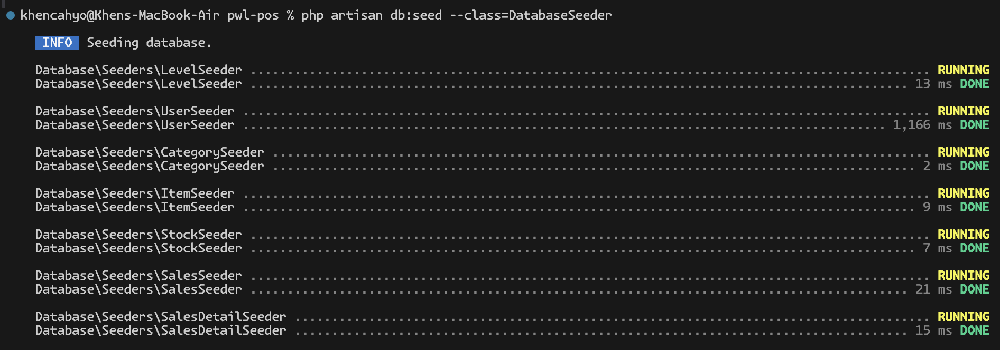 khencahyo@Khens-MacBook-Air pwl-pos % php artisan db:seed --class=DatabaseSeeder
INFO Seeding database.
Database\Seeders\LevelSeeder ............................................................................................ RUNNING
Database\Seeders\LevelSeeder ......................................................................................... 13 ms DONE
Database\Seeders\UserSeeder ............................................................................................. RUNNING
Database\Seeders\UserSeeder ....................................................................................... 1,166 ms DONE
Database\Seeders\CategorySeeder ......................................................................................... RUNNING
Database\Seeders\CategorySeeder ....................................................................................... 2 ms DONE
Database\Seeders\ItemSeeder ............................................................................................. RUNNING
Database\Seeders\ItemSeeder ........................................................................................... 9 ms DONE
Database\Seeders\StockSeeder ............................................................................................ RUNNING
Database\Seeders\StockSeeder .......................................................................................... 7 ms DONE
Database\Seeders\SalesSeeder ............................................................................................ RUNNING
Database\Seeders\SalesSeeder ......................................................................................... 21 ms DONE
Database\Seeders\SalesDetailSeeder ...................................................................................... RUNNING
Database\Seeders\SalesDetailSeeder ................................................................................... 15 ms DONE